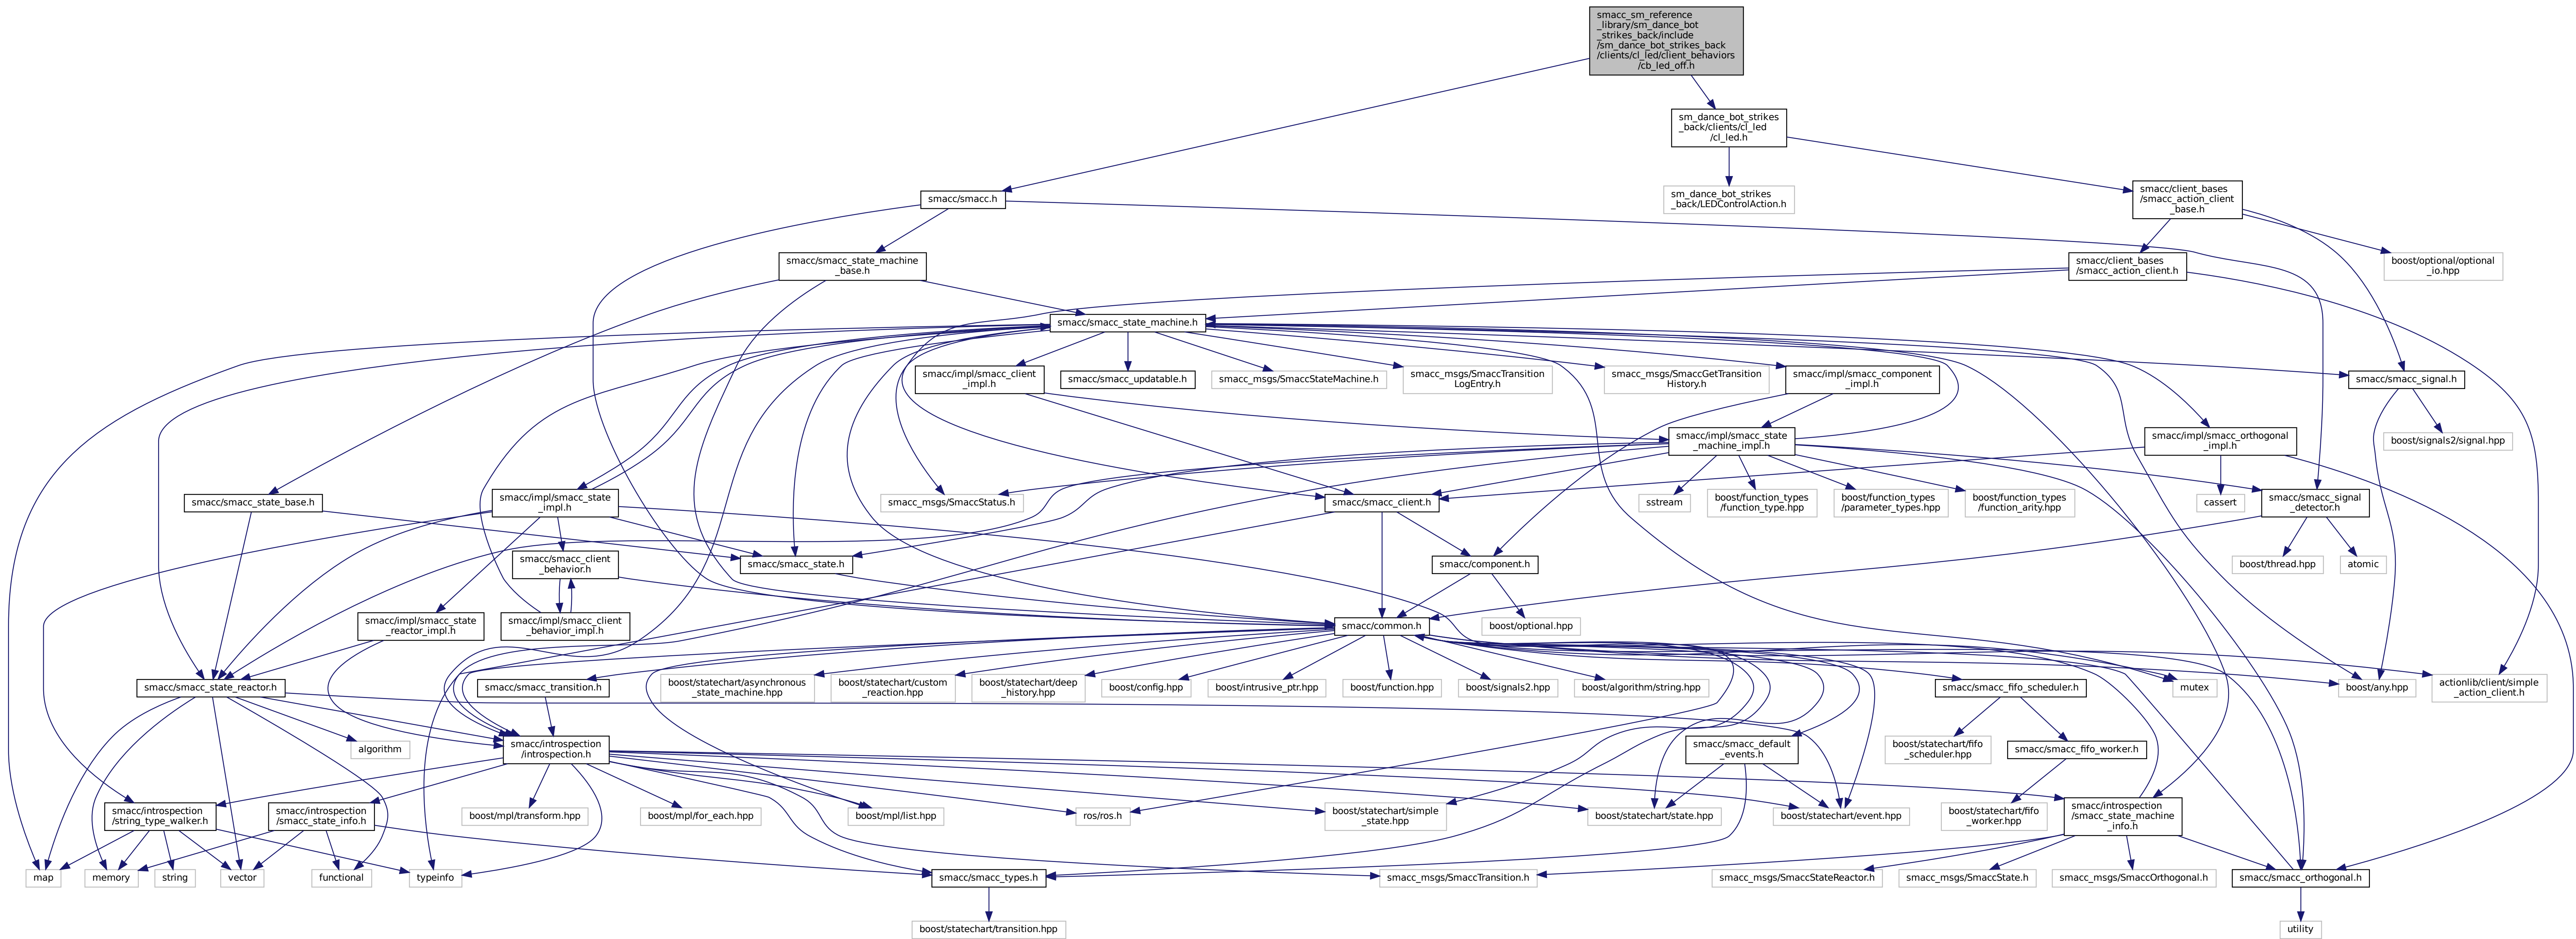 smacc_sm_reference
_library/sm_dance_bot
_strikes_back/include
/sm_dance_bot_strikes_back
/clients/cl_led/client_behaviors
/cb_led_off.h
sm_dance_bot_strikes
_back/clients/cl_led
/cl_led.h
smacc/smacc.h
sm_dance_bot_strikes
_back/LEDControlAction.h
smacc/client_bases
/smacc_action_client
_base.h
smacc/smacc_state_machine
_base.h
smacc/client_bases
/smacc_action_client.h
boost/optional/optional
_io.hpp
smacc/smacc_state_machine.h
smacc/impl/smacc_client
_impl.h
smacc/smacc_updatable.h
smacc_msgs/SmaccStateMachine.h
smacc_msgs/SmaccTransition
LogEntry.h
smacc_msgs/SmaccGetTransition
History.h
smacc/impl/smacc_component
_impl.h
smacc/smacc_signal.h
smacc/impl/smacc_state
_machine_impl.h
smacc/impl/smacc_orthogonal
_impl.h
boost/signals2/signal.hpp
smacc/smacc_state_base.h
smacc/impl/smacc_state
_impl.h
smacc_msgs/SmaccStatus.h
smacc/smacc_client.h
sstream
boost/function_types
/function_type.hpp
boost/function_types
/parameter_types.hpp
boost/function_types
/function_arity.hpp
cassert
smacc/smacc_signal
_detector.h
smacc/smacc_client
_behavior.h
smacc/smacc_state.h
smacc/component.h
boost/thread.hpp
atomic
smacc/impl/smacc_state
_reactor_impl.h
smacc/impl/smacc_client
_behavior_impl.h
smacc/common.h
boost/optional.hpp
smacc/smacc_state_reactor.h
smacc/smacc_transition.h
boost/statechart/asynchronous
_state_machine.hpp
boost/statechart/custom
_reaction.hpp
boost/statechart/deep
_history.hpp
boost/config.hpp
boost/intrusive_ptr.hpp
boost/function.hpp
boost/signals2.hpp
boost/algorithm/string.hpp
smacc/smacc_fifo_scheduler.h
mutex
boost/any.hpp
actionlib/client/simple
_action_client.h
algorithm
smacc/introspection
/introspection.h
smacc/smacc_default
_events.h
boost/statechart/fifo
_scheduler.hpp
smacc/smacc_fifo_worker.h
smacc/introspection
/string_type_walker.h
smacc/introspection
/smacc_state_info.h
boost/mpl/transform.hpp
boost/mpl/for_each.hpp
boost/mpl/list.hpp
ros/ros.h
boost/statechart/simple
_state.hpp
boost/statechart/state.hpp
boost/statechart/event.hpp
boost/statechart/fifo
_worker.hpp
smacc/introspection
/smacc_state_machine
_info.h
map
memory
string
vector
functional
typeinfo
smacc/smacc_types.h
smacc_msgs/SmaccTransition.h
smacc_msgs/SmaccStateReactor.h
smacc_msgs/SmaccState.h
smacc_msgs/SmaccOrthogonal.h
smacc/smacc_orthogonal.h
boost/statechart/transition.hpp
utility